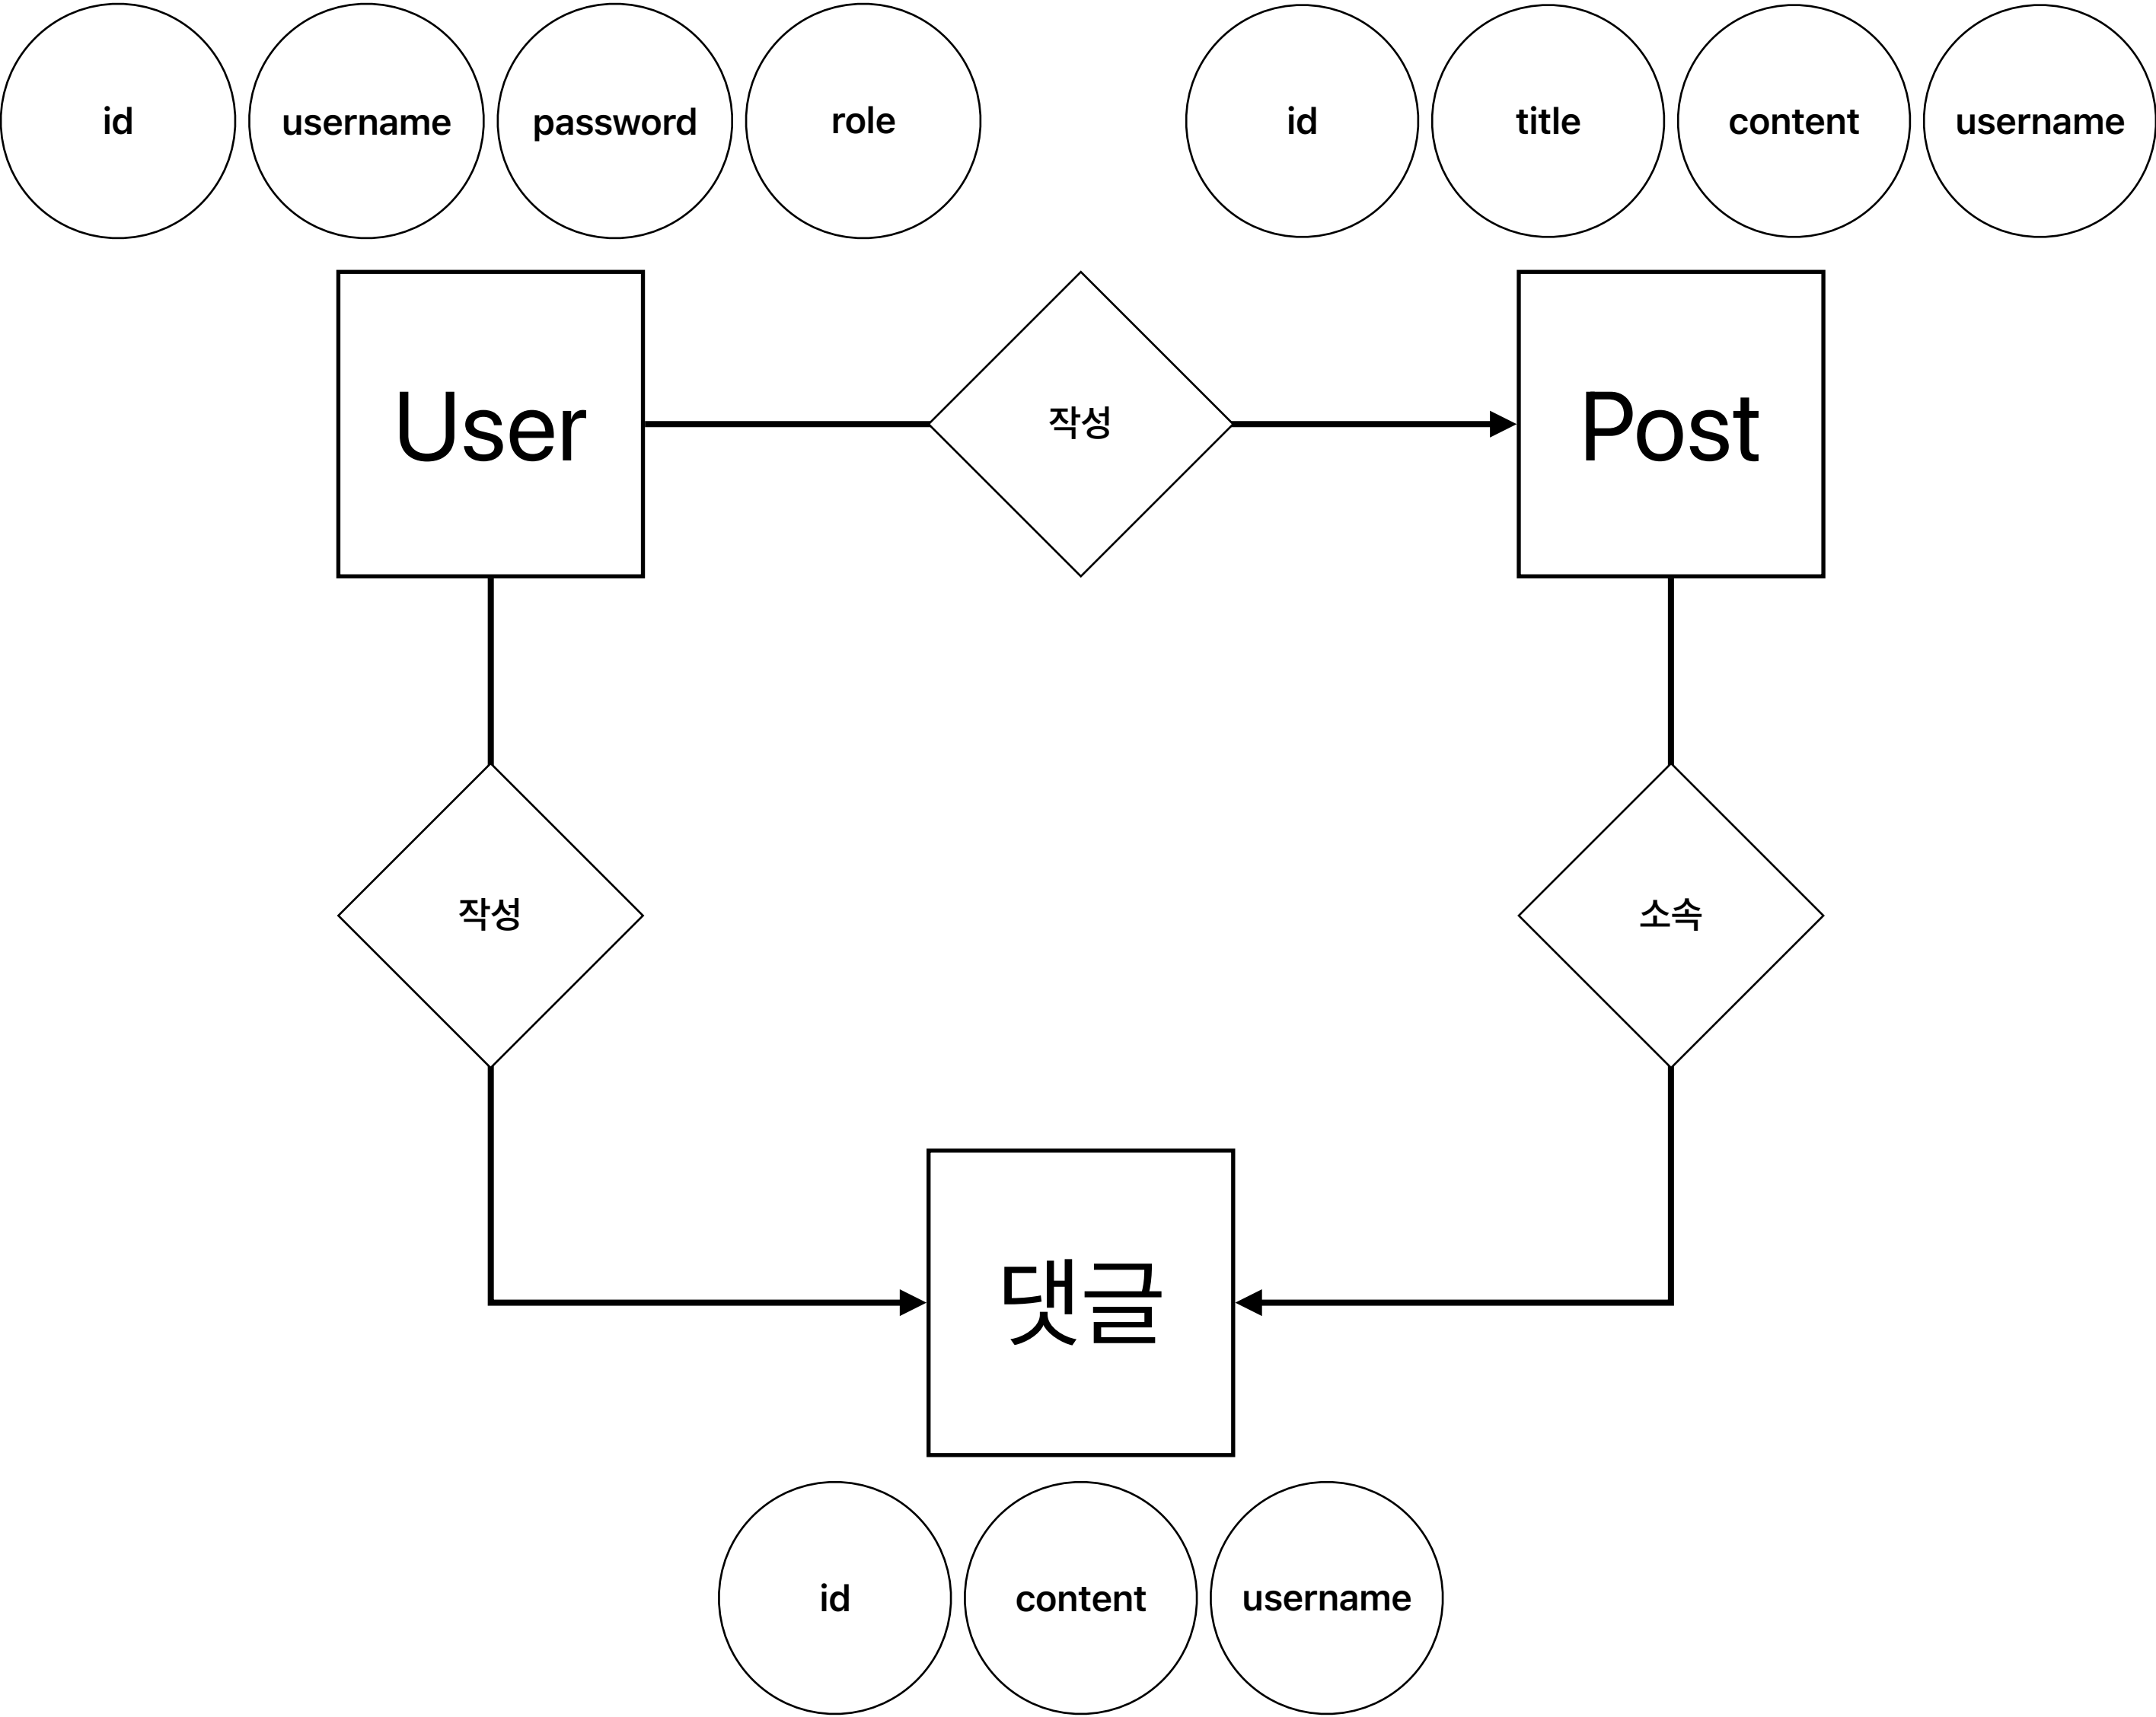 id
username
password
role
id
title
content
username
User
작성
Post
작성
소속
댓글
id
content
username